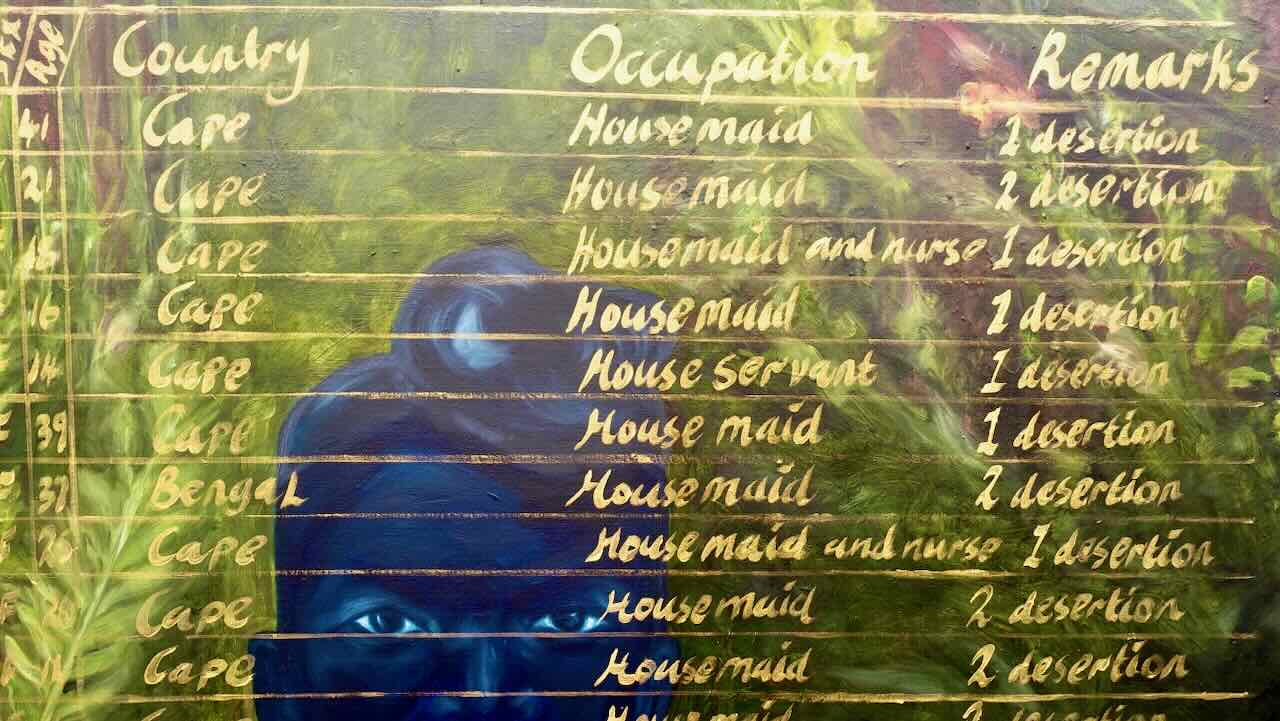 Age Country Occupation Remarks
41 Cape Housemaid 1 desertion
21 Cape Housemaid 2 desertion
Cape Housemaid and nurse 1 desertion
16 Cape Housemaid 1 desertion
14 Cape House servant 1 desertion
39 Cape House maid 1 desertion
37 Bengal Housemaid 2 desertion
26 Cape Housemaid and nurse 1 desertion
F 20 Cape Housemaid 2 desertion
Cape Housemaid 2 desertion